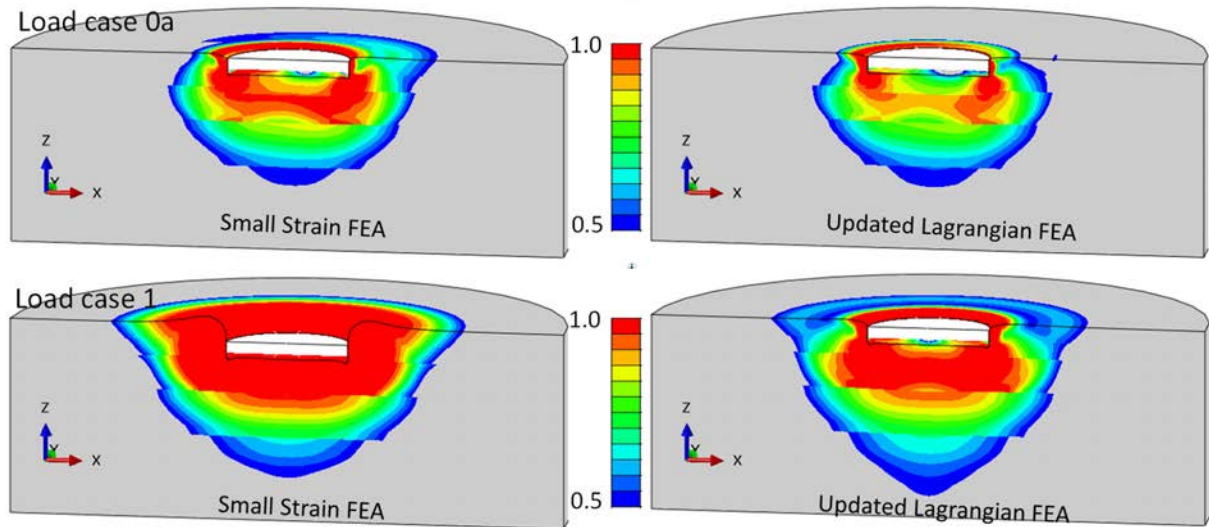 Load case 0a
1.0
0.5
Z
Y
X
Small Strain FEA
Z
Y
X
Updated Lagrangian FEA
Load case 1
1.0
0.5
Z
Y
X
Small Strain FEA
Z
Y
X
Updated Lagrangian FEA